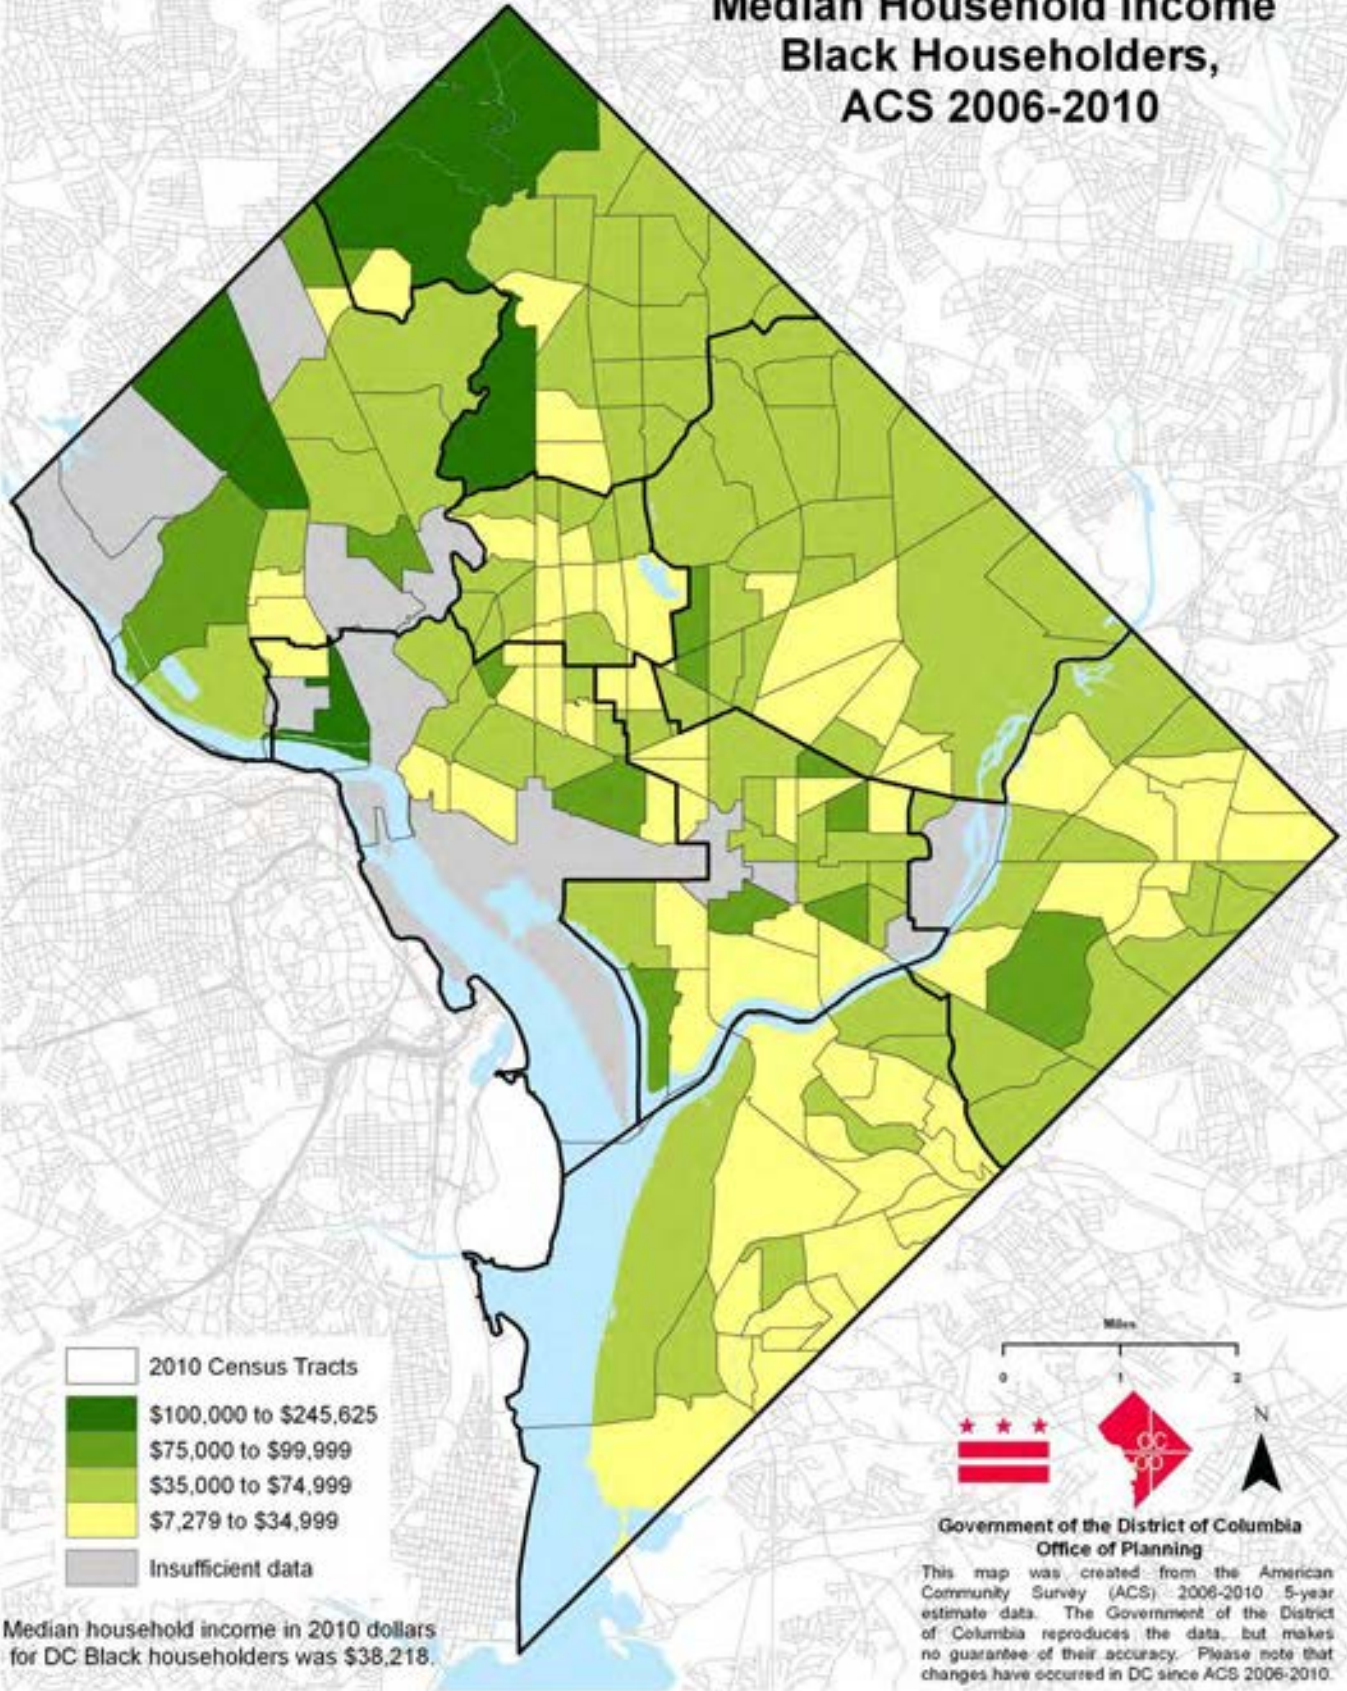 Median Household Income
Black Householders,
ACS 2006-2010
2010 Census Tracts
$100,000 to $245,625
$75,000 to $99,999
$35,000 to $74,999
$7,279 to $34,999
Insufficient data
Median household income in 2010 dollars
for DC Black householders was $38,218.
Miles
0 1 2
N
DC
OP
Government of the District of Columbia
Office of Planning
This map was created from the American
Community Survey (ACS) 2006-2010 5-year
estimate data. The Government of the District
of Columbia reproduces the data, but makes
no guarantee of their accuracy. Please note that
changes have occurred in DC since ACS 2006-2010.